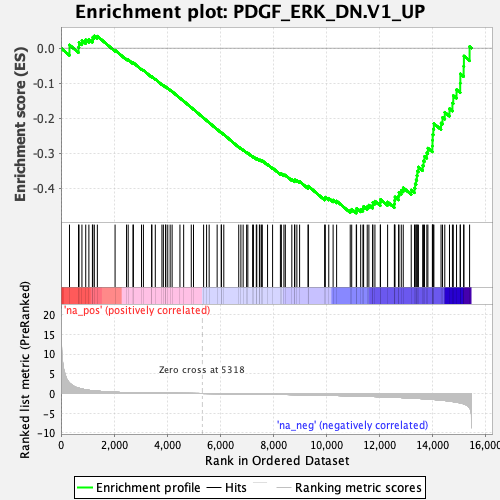 Enrichment plot: PDGF_ERK_DN.V1_UP
Enrichment score (ES)
0.0
-0.1
-0.2
-0.3
-0.4
'na_pos' (positively correlated)
Ranked list metric (PreRanked)
20
15
10
5
0
-5
-10
Zero cross at 5318
'na_neg' (negatively correlated)
0
2,000
4,000
6,000
8,000
10,000
12,000
14,000
16,000
Rank in Ordered Dataset
Enrichment profile
Hits
Ranking metric scores